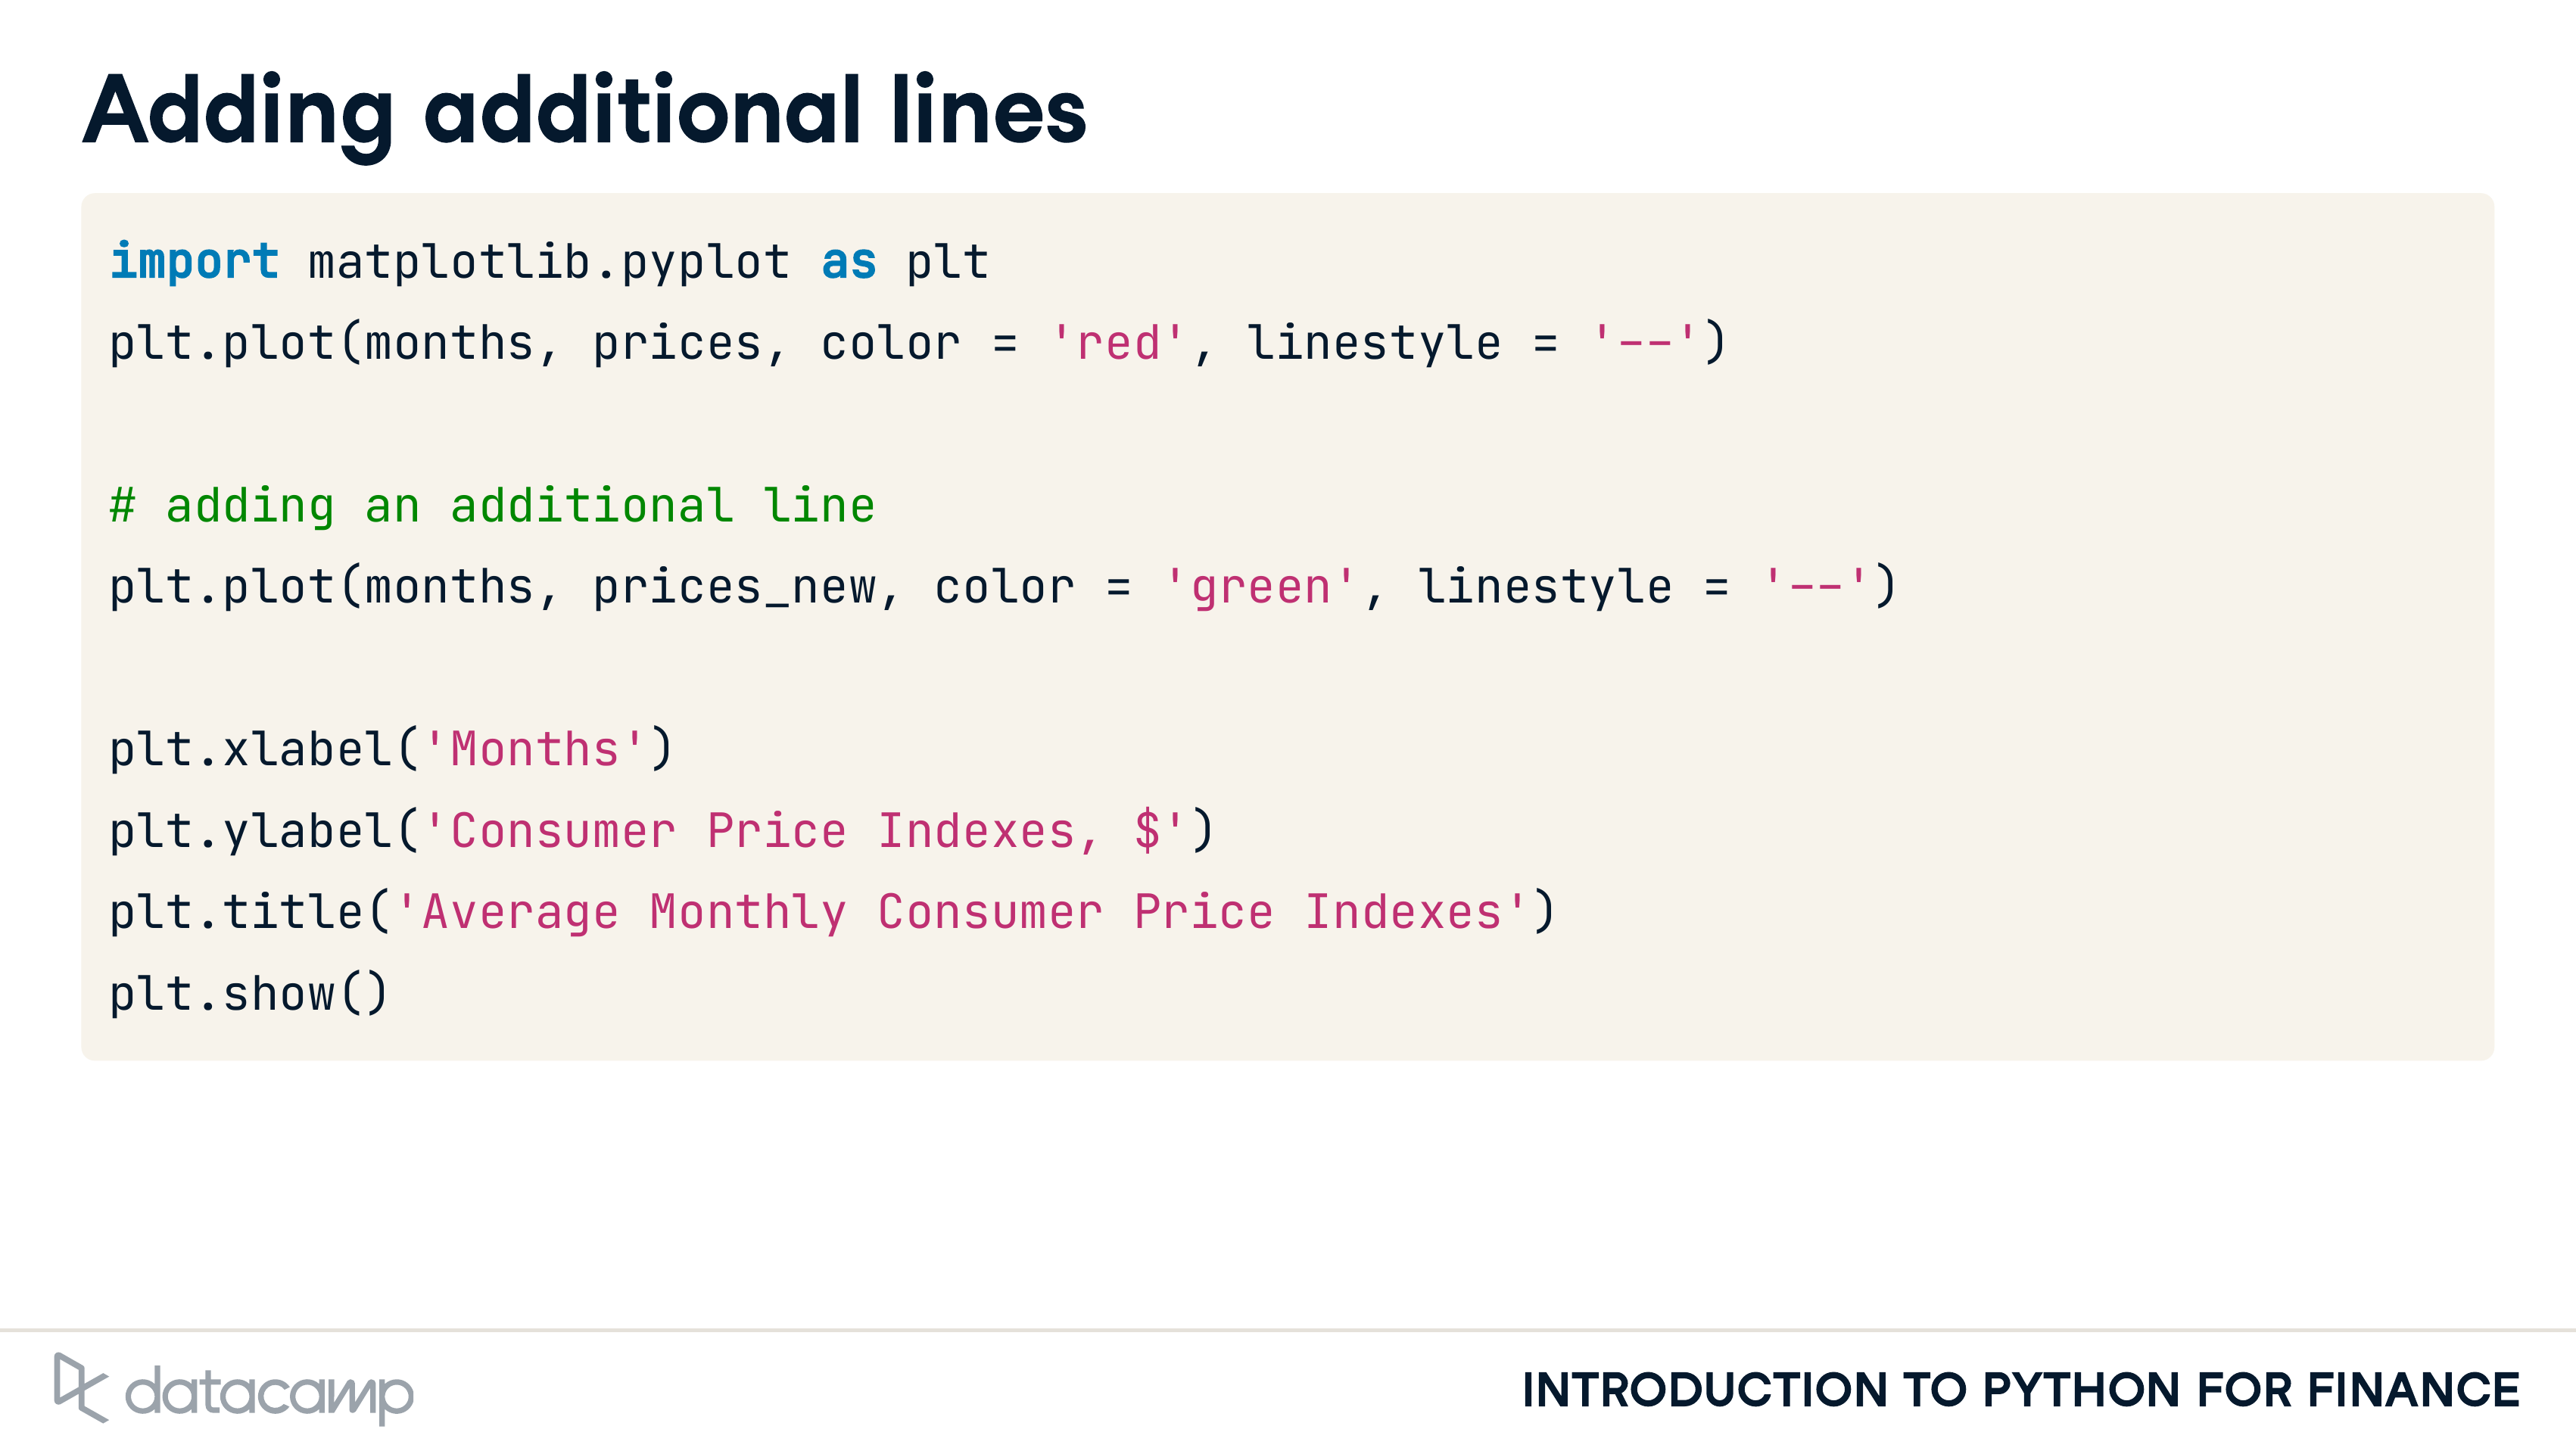 Adding additional lines
import matplotlib.pyplot as plt
plt.plot(months, prices, color = 'red', linestyle = '--')
# adding an additional line
plt.plot(months, prices_new, color = 'green', linestyle = '--')
plt.xlabel('Months')
plt.ylabel('Consumer Price Indexes, $')
plt.title('Average Monthly Consumer Price Indexes')
plt.show()
datacamp
INTRODUCTION TO PYTHON FOR FINANCE